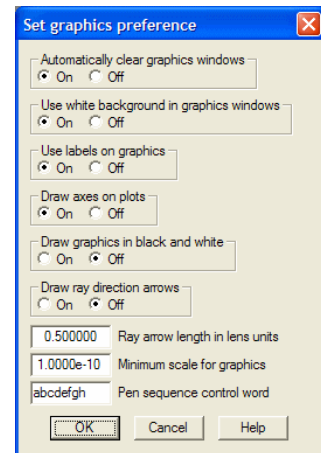 Set graphics preference
Automatically clear graphics windows
On Off
Use white background in graphics windows
On Off
Use labels on graphics
On Off
Draw axes on plots
On Off
Draw graphics in black and white
On Off
Draw ray direction arrows
On Off
0.500000 Ray arrow length in lens units
1.0000e-10 Minimum scale for graphics
abcdefgh Pen sequence control word
OK Cancel Help